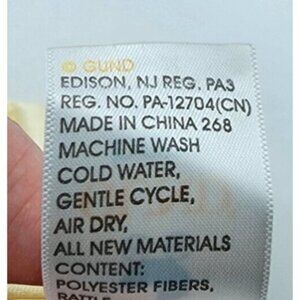 © GUND
EDISON, NJ REG. PA3
REG. NO. PA-12704(CN)
MADE IN CHINA 268
MACHINE WASH
COLD WATER,
GENTLE CYCLE,
AIR DRY,
ALL NEW MATERIALS
CONTENT:
POLYESTER FIBERS,
RATTLE